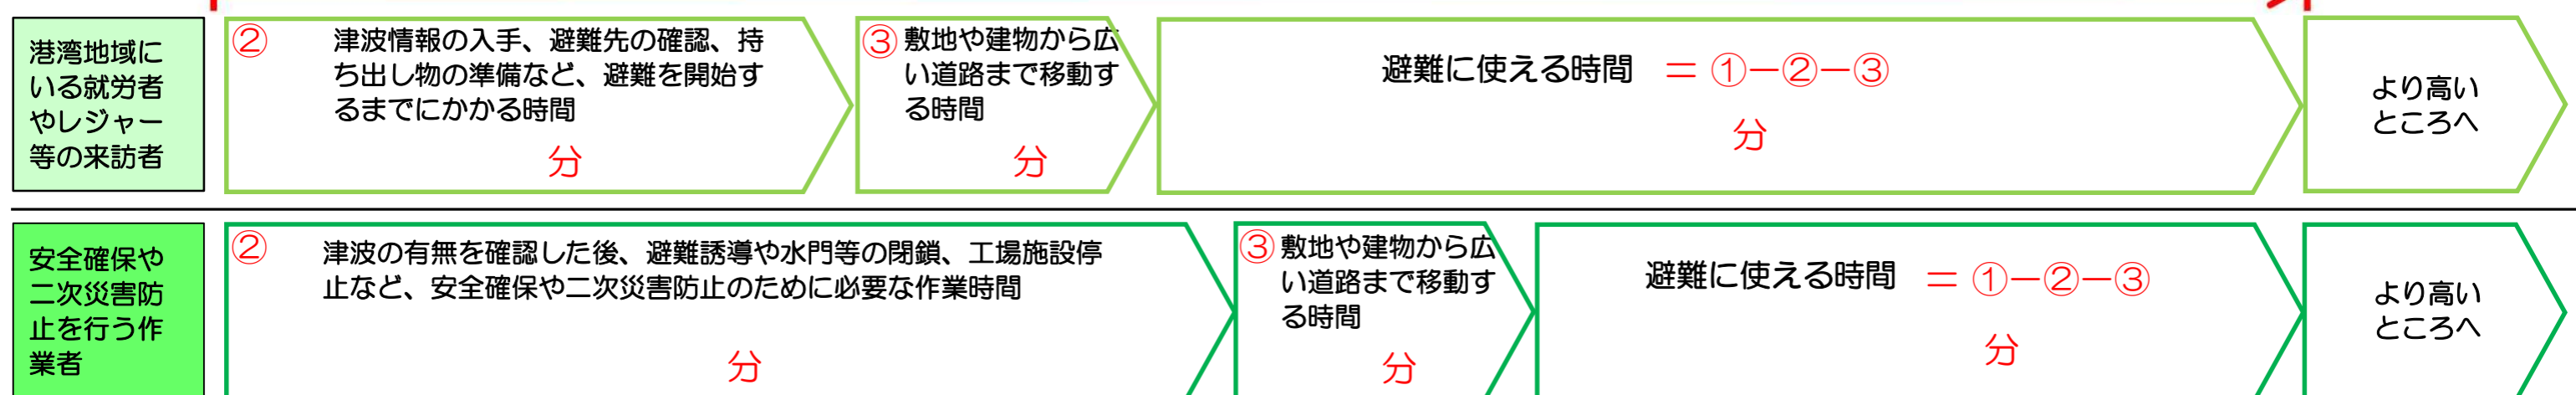 港湾地域に
いる就労者
やレジャー
等の来訪者
②
津波情報の入手、避難先の確認、持
ち出し物の準備など、避難を開始す
るまでにかかる時間
分
③ 敷地や建物から広
い道路まで移動す
る時間
分
避難に使える時間 = ①-②-③
分
より高い
ところへ
安全確保や
二次災害防
止を行う作
業者
②
津波の有無を確認した後、避難誘導や水門等の閉鎖、工場施設停
止など、安全確保や二次災害防止のために必要な作業時間
分
③ 敷地や建物から広
い道路まで移動す
る時間
分
避難に使える時間 = ①-②-③
分
より高い
ところへ